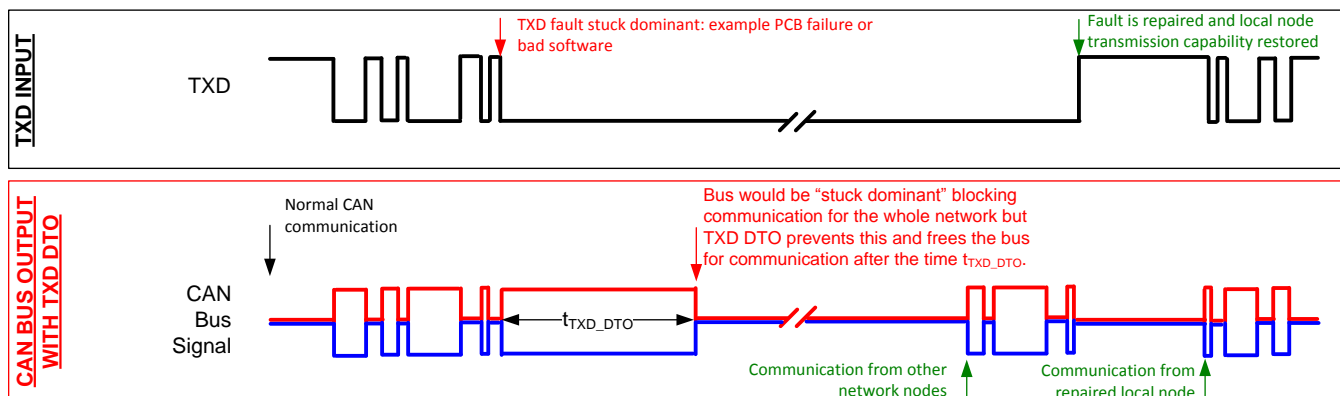 TXD INPUT
TXD fault stuck dominant: example PCB failure or
bad software
Fault is repaired and local node
transmission capability restored
TXD
CAN BUS OUTPUT
WITH TXD DTO
Normal CAN
communication
Bus would be “stuck dominant” blocking
communication for the whole network but
TXD DTO prevents this and frees the bus
for communication after the time tTXD_DTO.
CAN
Bus
Signal
tTXD_DTO
Communication from other
network nodes
Communication from
repaired local node